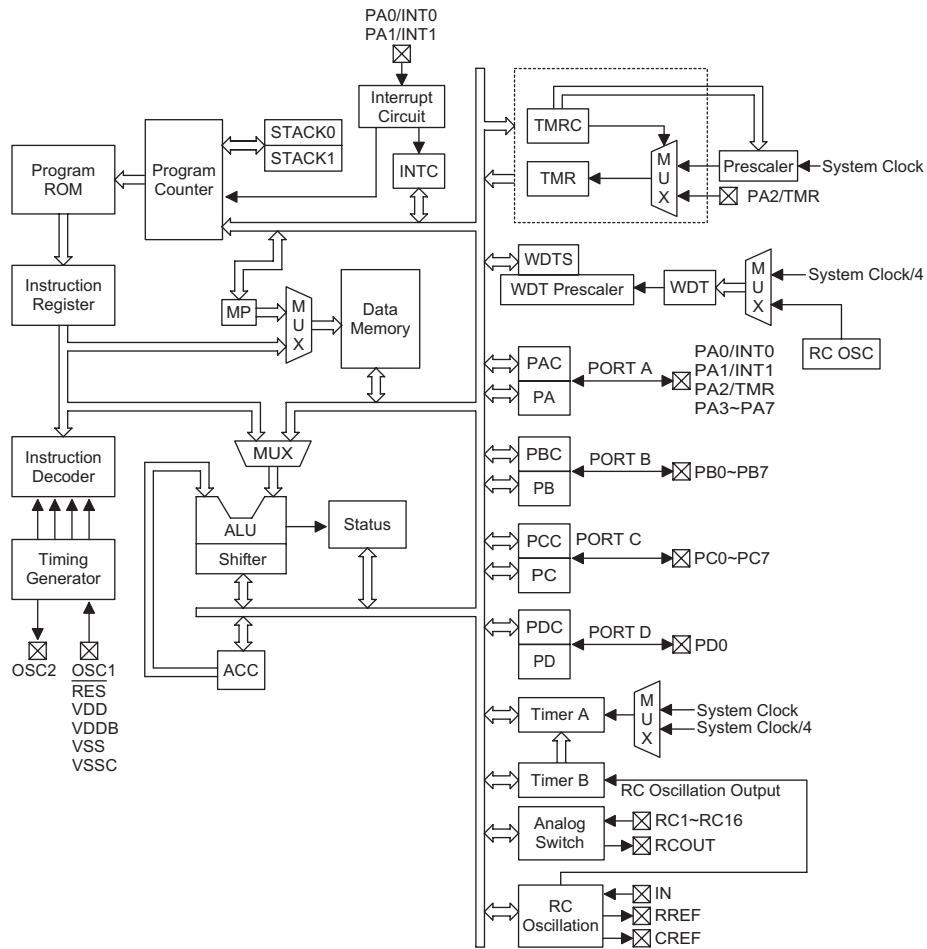 PA0/INT0
PA1/INT1
Interrupt
Circuit
STACK0
STACK1
INTC
Program
ROM
Program
Counter
TMRC
TMR
MUX
Prescaler
System Clock
PA2/TMR
WDTS
WDT Prescaler
WDT
MUX
System Clock/4
RC OSC
Instruction
Register
MP
MUX
Data
Memory
PAC
PA
PORT A
PA0/INT0
PA1/INT1
PA2/TMR
PA3~PA7
Instruction
Decoder
MUX
ALU
Shifter
Status
PBC
PB
PORT B
PB0~PB7
Timing
Generator
PCC
PC
PORT C
PC0~PC7
OSC2
OSC1
RES
VDD
VDDB
VSS
VSSC
ACC
PDC
PD
PORT D
PD0
Timer A
MUX
System Clock
System Clock/4
Timer B
RC Oscillation Output
Analog
Switch
RC1~RC16
RCOUT
RC
Oscillation
IN
RREF
CREF